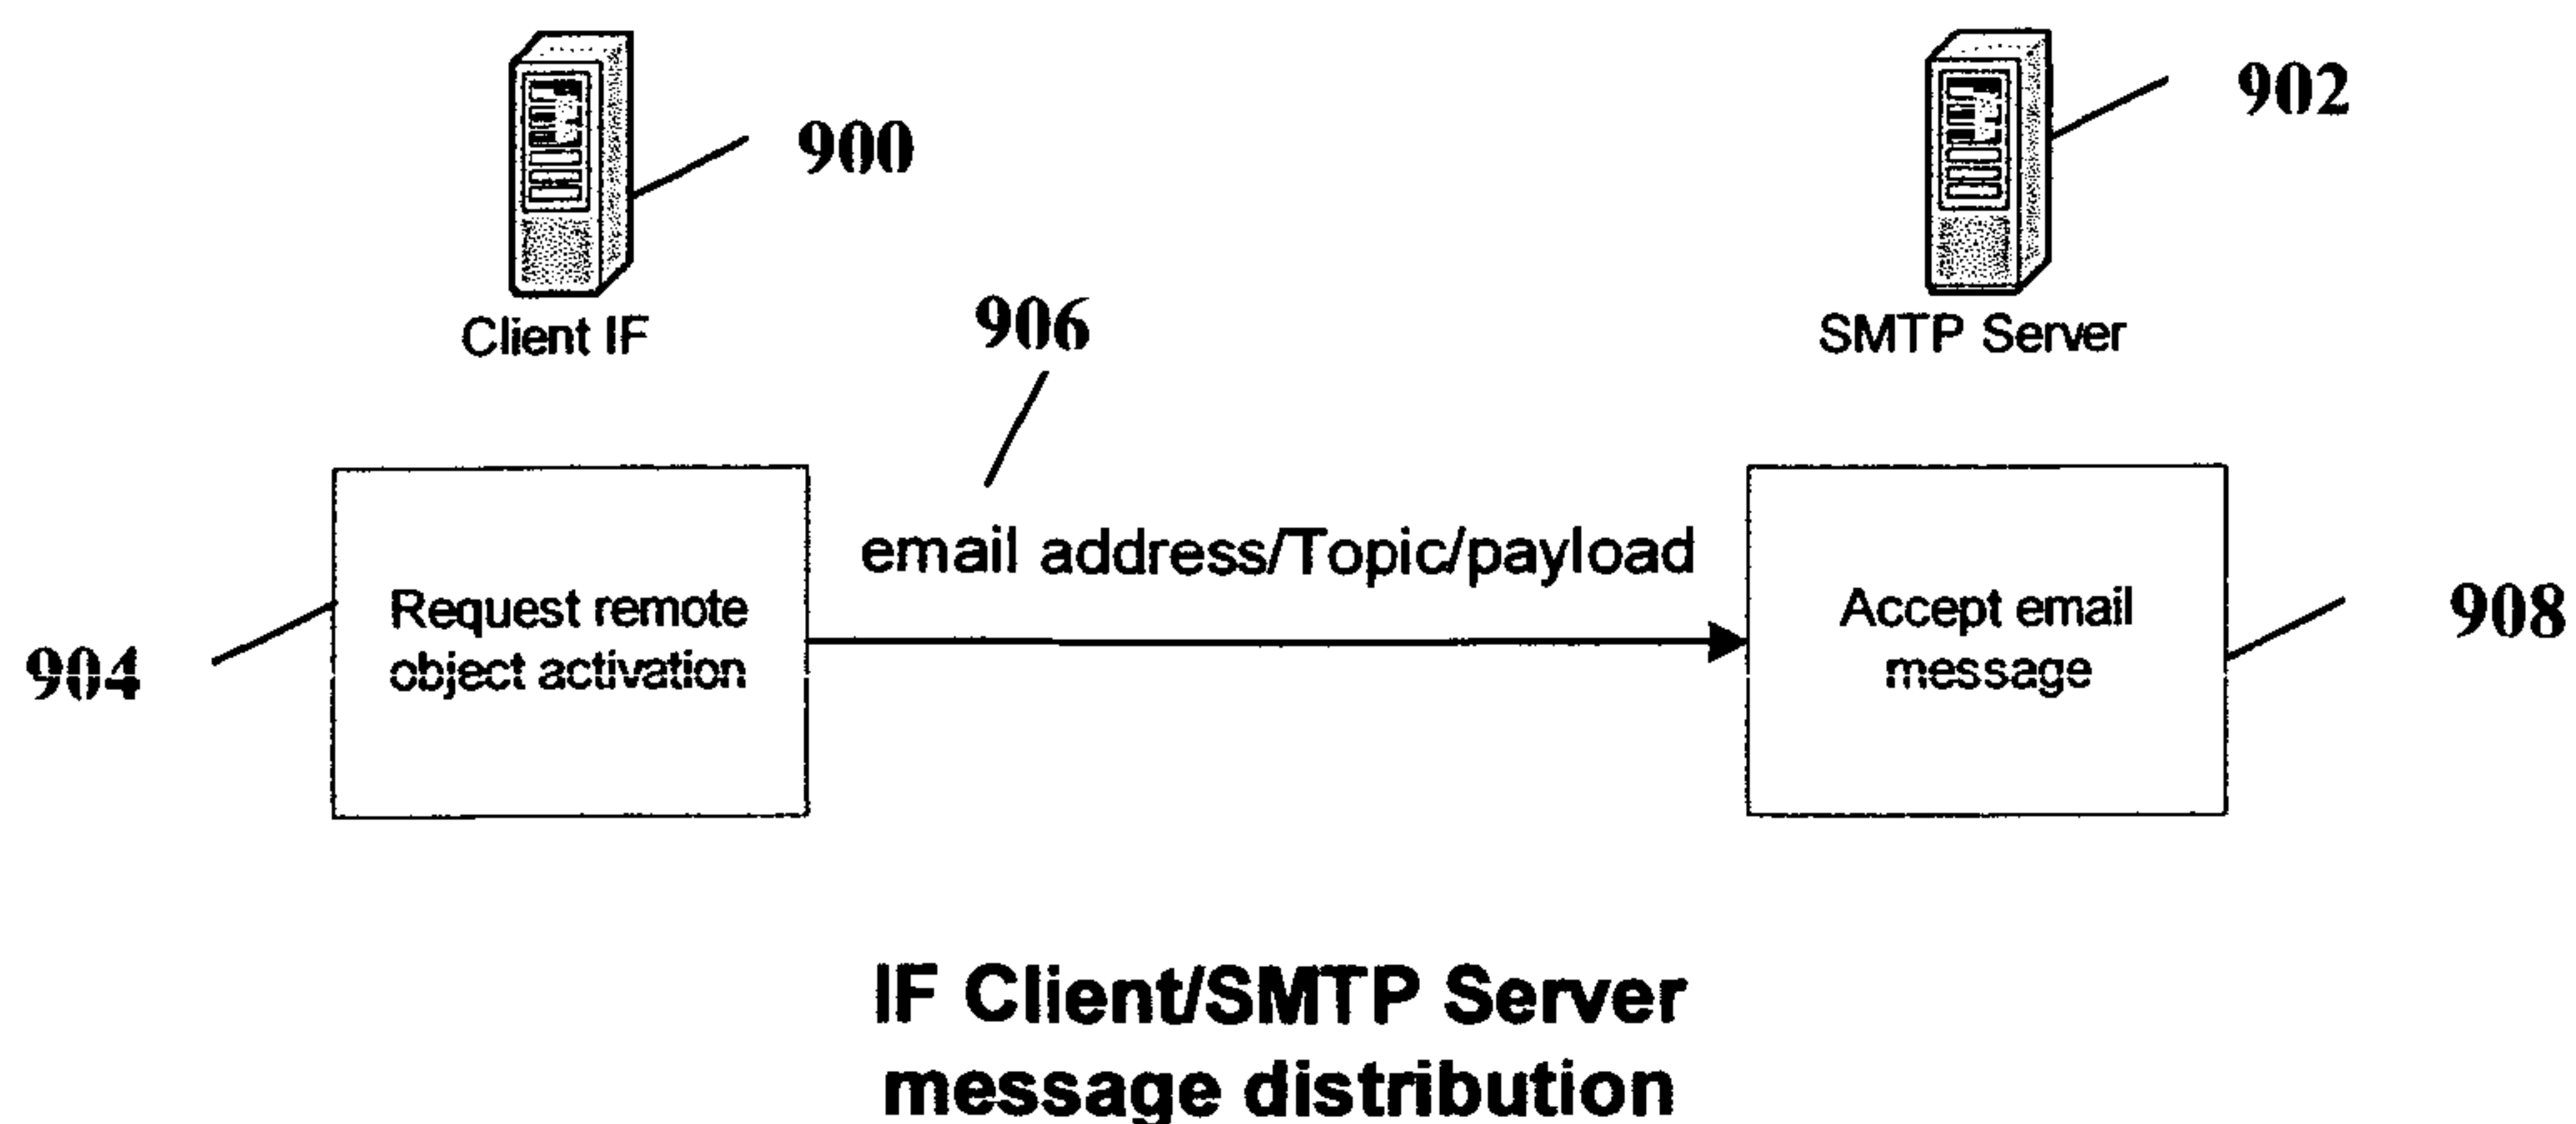 902
900
Client IF
906
SMTP Server
email address/Topic/payload
Request remote
object activation
904
Accept email
message
908
IF Client/SMTP Server
message distribution